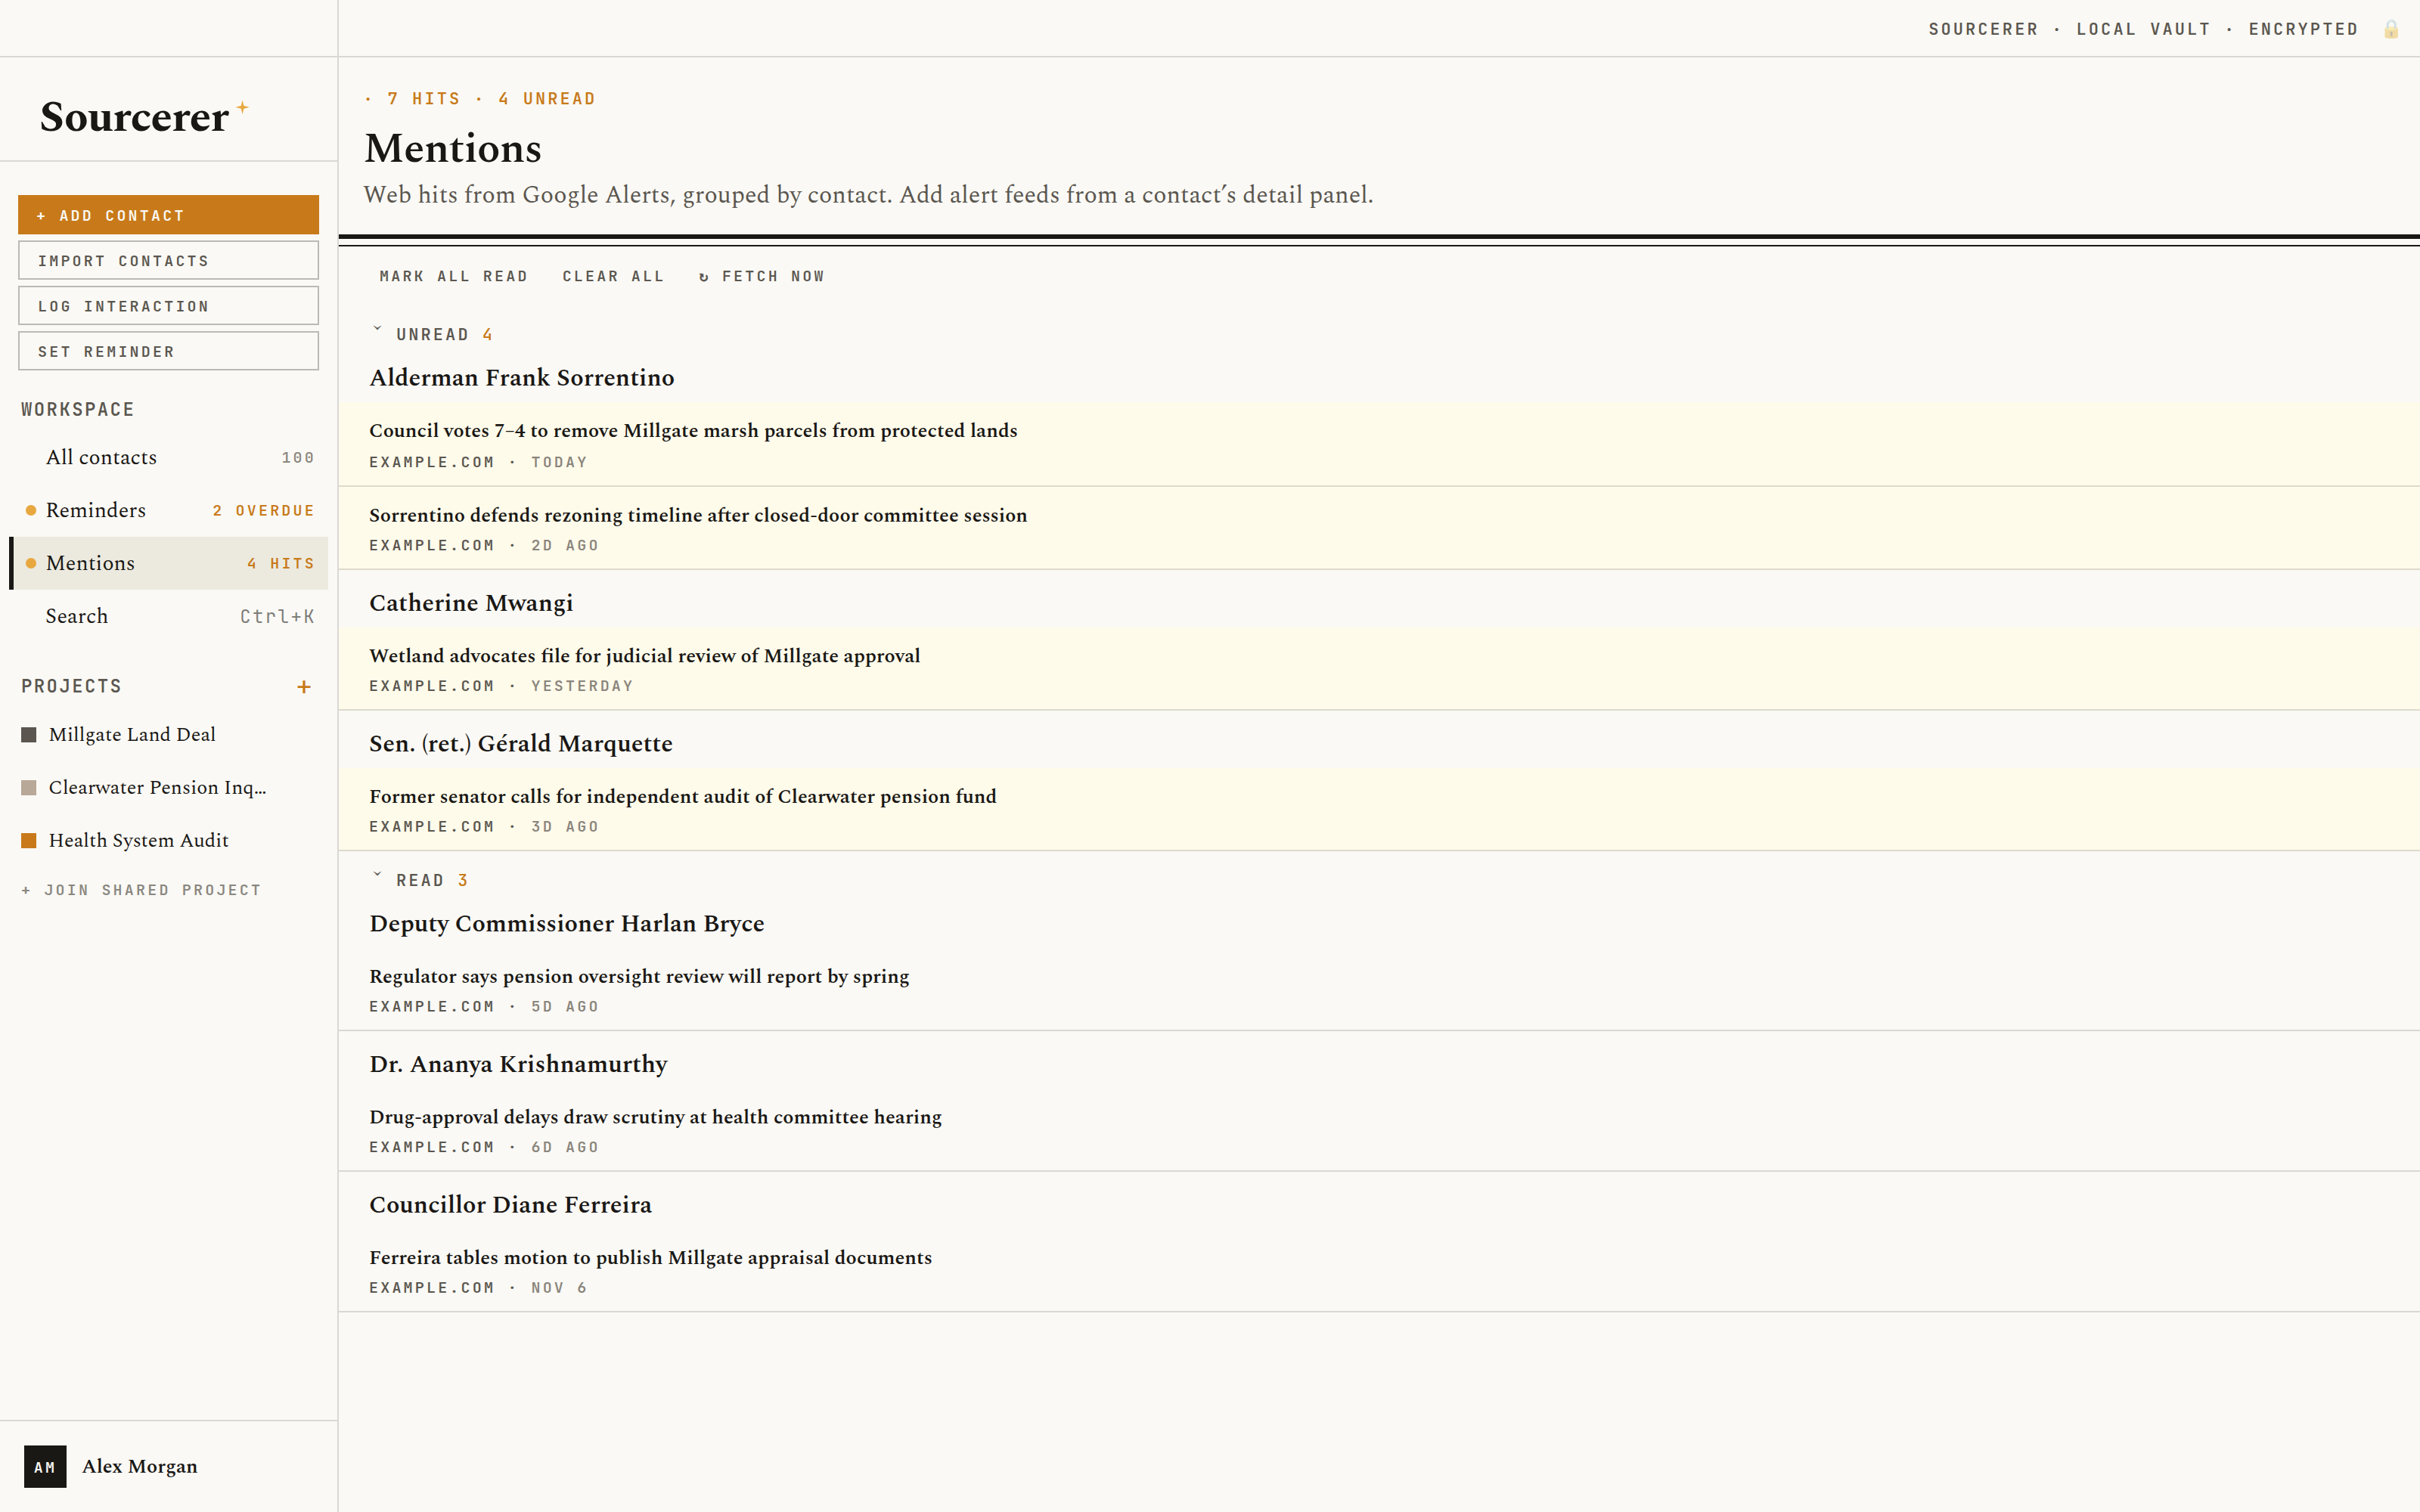 SOURCERER · LOCAL VAULT · ENCRYPTED
Sourcerer
+ ADD CONTACT
IMPORT CONTACTS
LOG INTERACTION
SET REMINDER
WORKSPACE
All contacts 100
Reminders 2 OVERDUE
Mentions 4 HITS
Search Ctrl+K
PROJECTS +
Millgate Land Deal
Clearwater Pension Inq…
Health System Audit
+ JOIN SHARED PROJECT
AM Alex Morgan
· 7 HITS · 4 UNREAD
Mentions
Web hits from Google Alerts, grouped by contact. Add alert feeds from a contact’s detail panel.
MARK ALL READ CLEAR ALL ↻ FETCH NOW
UNREAD 4
Alderman Frank Sorrentino
Council votes 7–4 to remove Millgate marsh parcels from protected lands
EXAMPLE.COM · TODAY
Sorrentino defends rezoning timeline after closed-door committee session
EXAMPLE.COM · 2D AGO
Catherine Mwangi
Wetland advocates file for judicial review of Millgate approval
EXAMPLE.COM · YESTERDAY
Sen. (ret.) Gérald Marquette
Former senator calls for independent audit of Clearwater pension fund
EXAMPLE.COM · 3D AGO
READ 3
Deputy Commissioner Harlan Bryce
Regulator says pension oversight review will report by spring
EXAMPLE.COM · 5D AGO
Dr. Ananya Krishnamurthy
Drug-approval delays draw scrutiny at health committee hearing
EXAMPLE.COM · 6D AGO
Councillor Diane Ferreira
Ferreira tables motion to publish Millgate appraisal documents
EXAMPLE.COM · NOV 6